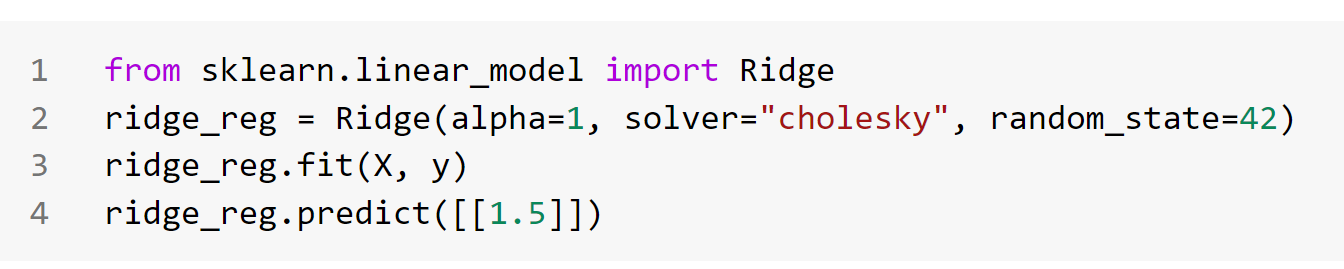 1 from sklearn.linear_model import Ridge
2 ridge_reg = Ridge(alpha=1, solver="cholesky", random_state=42)
3 ridge_reg.fit(X, y)
4 ridge_reg.predict([[1.5]])